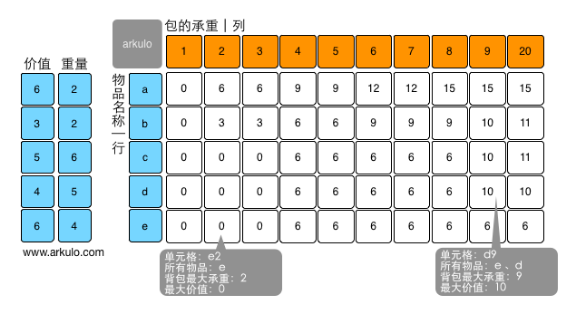 包的承重｜列
arkulo
1 2 3 4 5 6 7 8 9 20
价值 重量
物品名称｜行
6 2 a 0 6 6 9 9 12 12 15 15 15
3 2 b 0 3 3 6 6 9 9 9 10 11
5 6 c 0 0 0 6 6 6 6 6 10 11
4 5 d 0 0 0 6 6 6 6 6 10 10
6 4 e 0 0 0 6 6 6 6 6 6 6
www.arkulo.com
单元格：e2
所有物品：e
背包最大承重：2
最大价值：0
单元格：d9
所有物品：e 、d
背包最大承重：9
最大价值：10